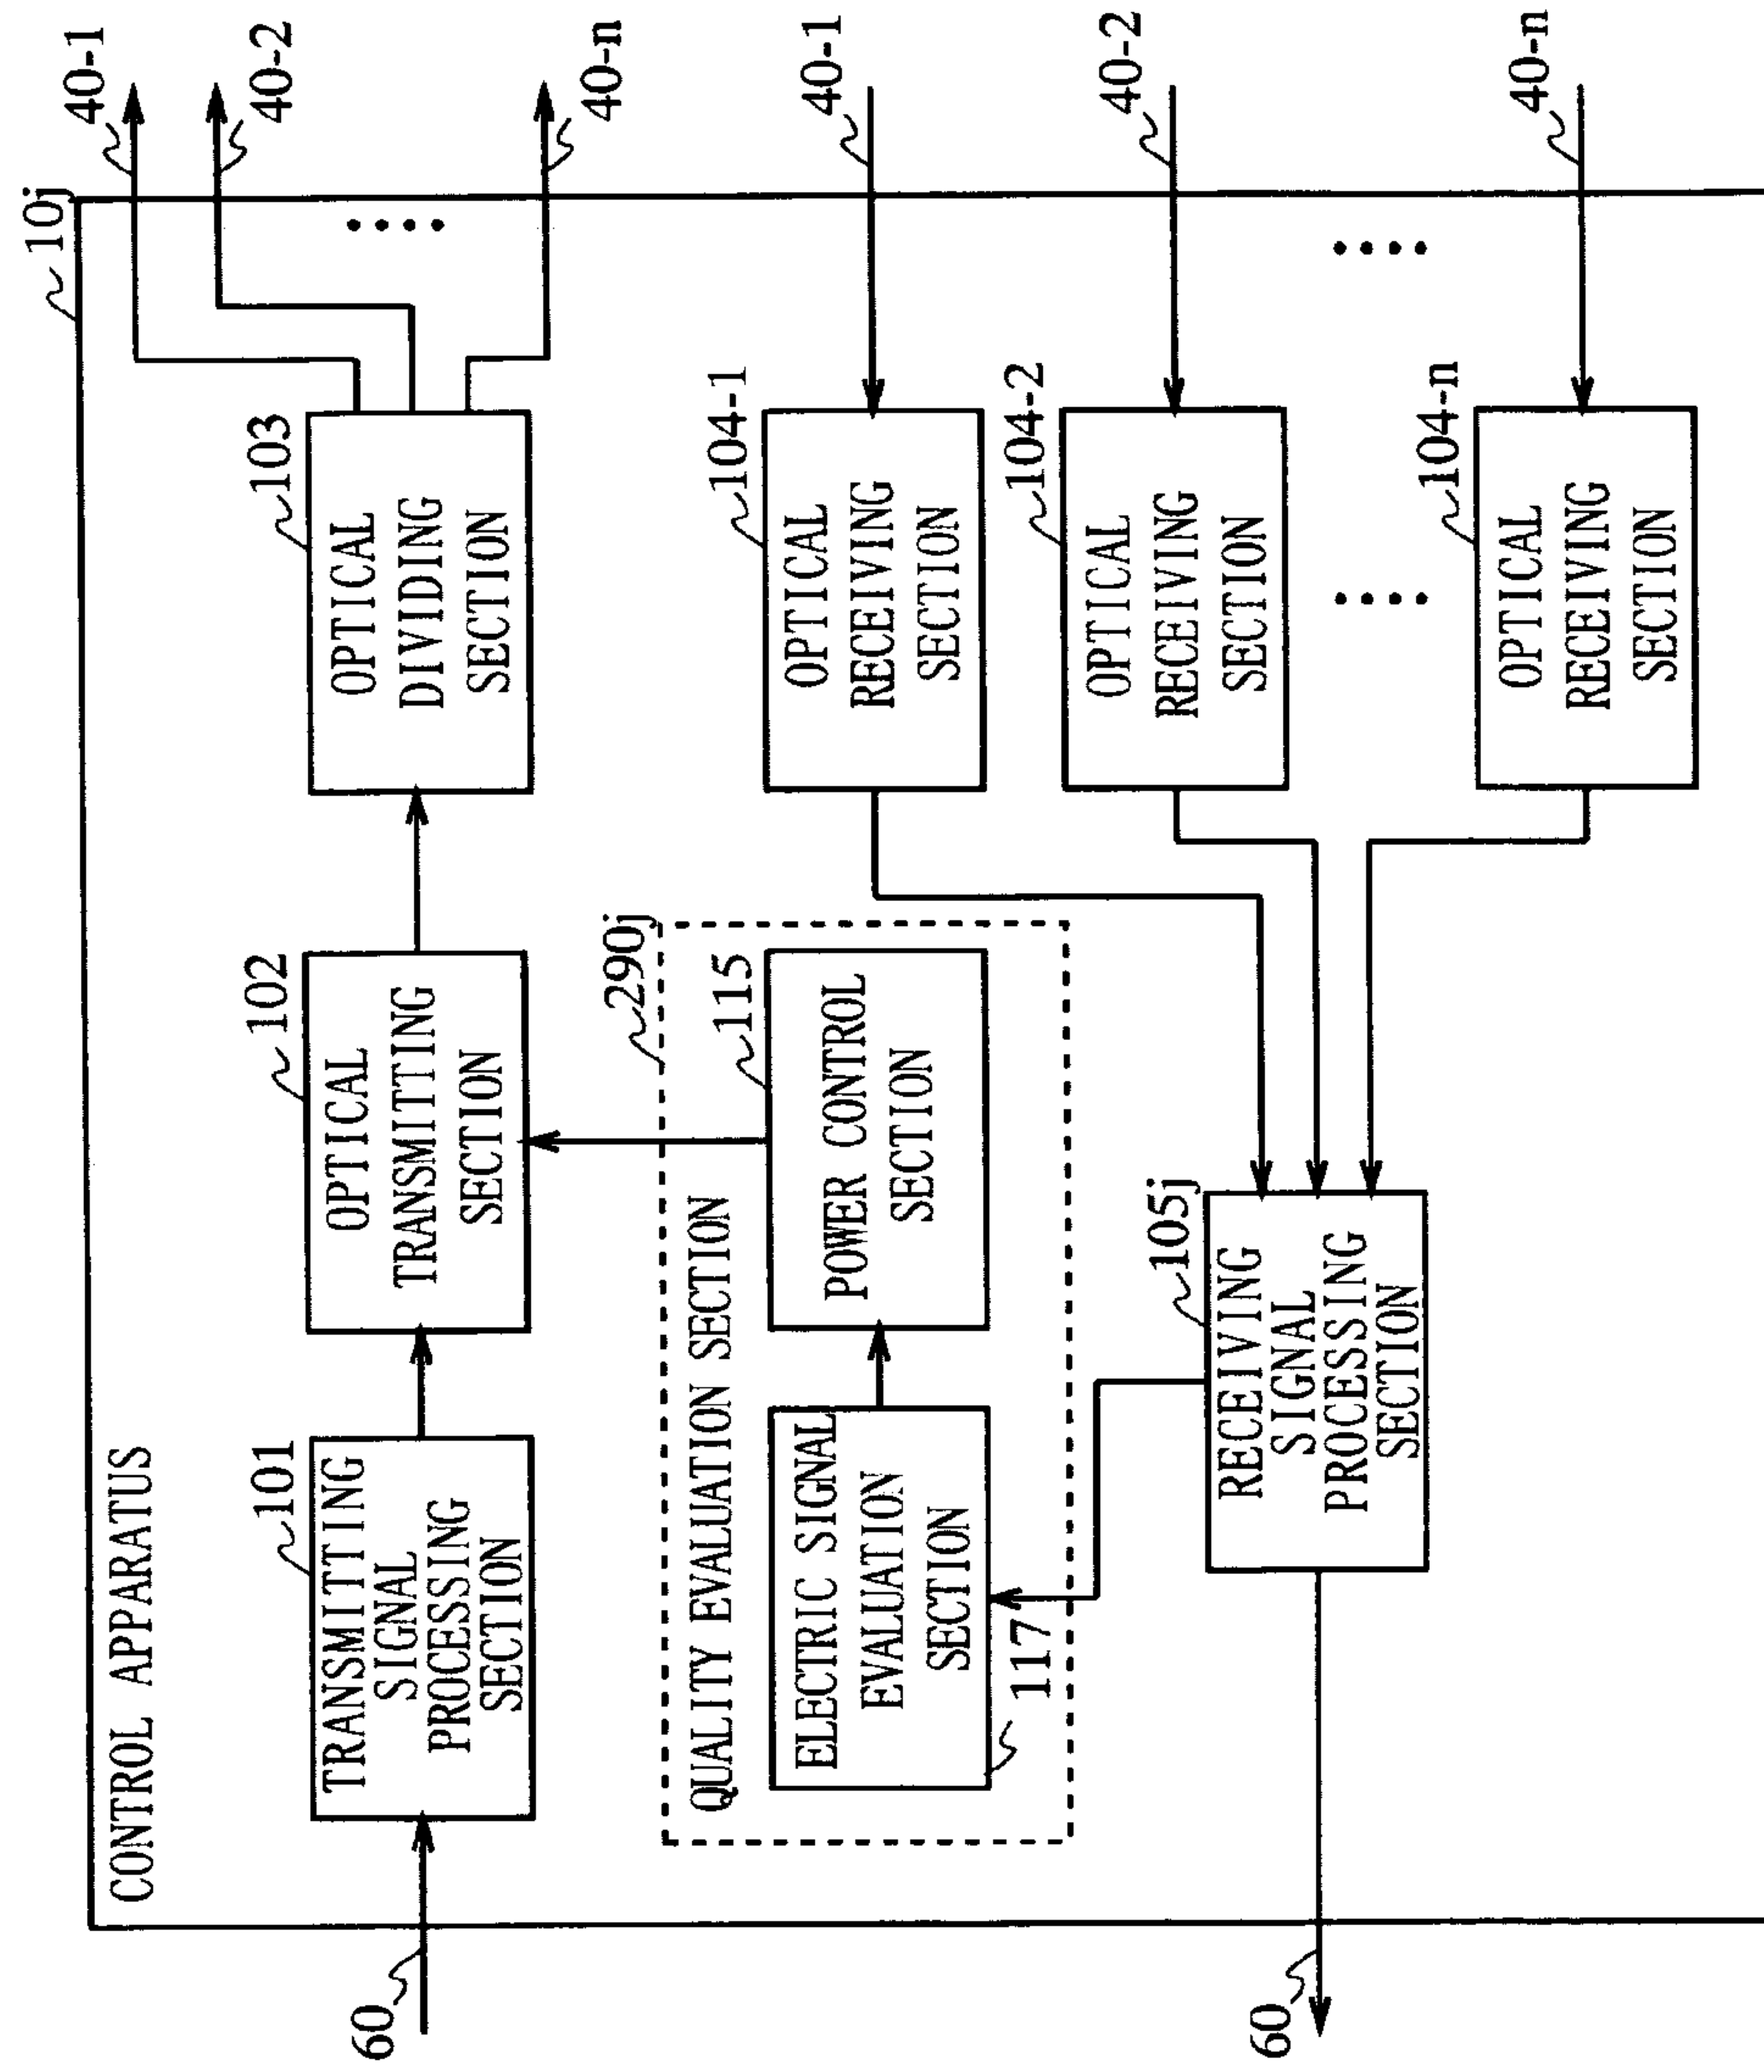 CONTROL APPARATUS
10j
60
TRANSMITTING
SIGNAL
PROCESSING
SECTION
101
OPTICAL
TRANSMITTING
SECTION
102
OPTICAL
DIVIDING
SECTION
103
40-1
40-2
40-n
QUALITY EVALUATION SECTION
290j
ELECTRIC SIGNAL
EVALUATION
SECTION
117
POWER CONTROL
SECTION
115
OPTICAL
RECEIVING
SECTION
104-1
40-1
OPTICAL
RECEIVING
SECTION
104-2
40-2
OPTICAL
RECEIVING
SECTION
104-n
40-n
RECEIVING
SIGNAL
PROCESSING
SECTION
105j
60